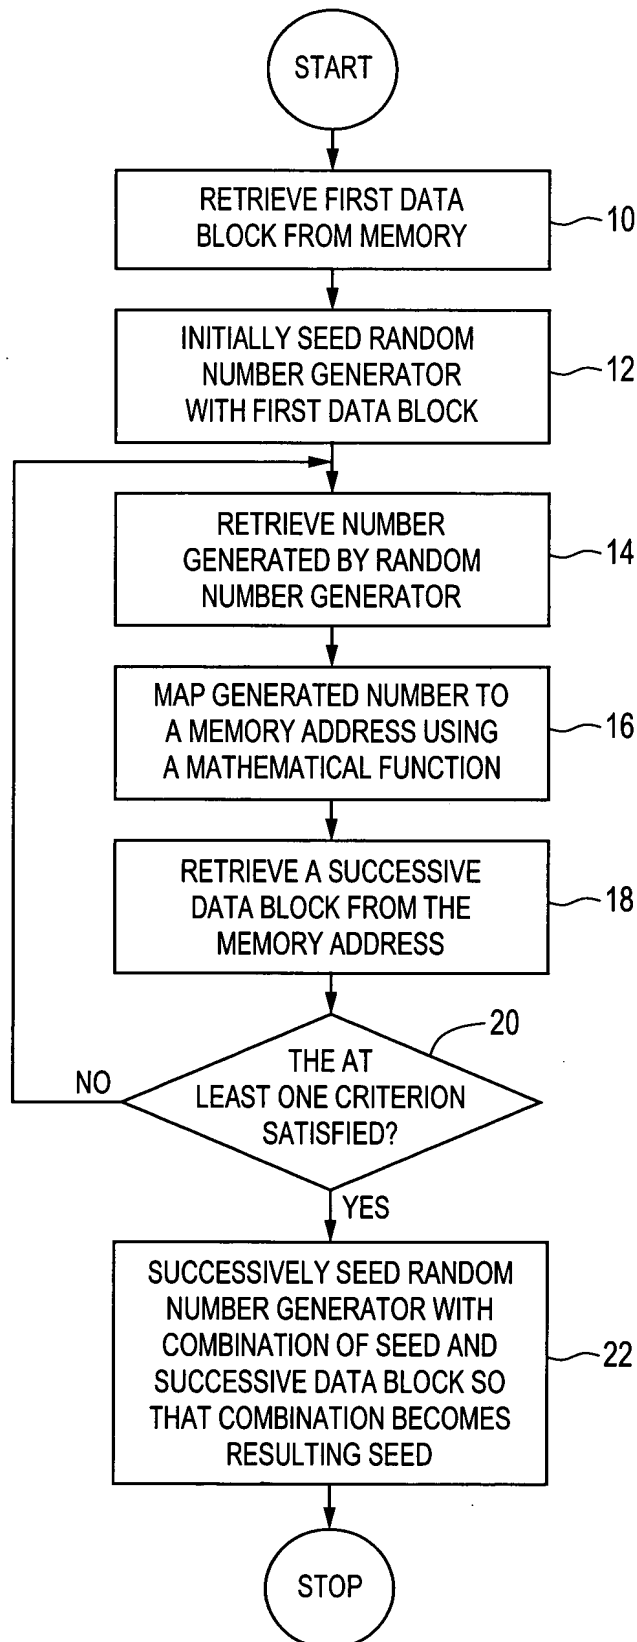 START
RETRIEVE FIRST DATA
BLOCK FROM MEMORY
10
INITIALLY SEED RANDOM
NUMBER GENERATOR
WITH FIRST DATA BLOCK
12
RETRIEVE NUMBER
GENERATED BY RANDOM
NUMBER GENERATOR
14
MAP GENERATED NUMBER TO
A MEMORY ADDRESS USING
A MATHEMATICAL FUNCTION
16
RETRIEVE A SUCCESSIVE
DATA BLOCK FROM THE
MEMORY ADDRESS
18
20
THE AT
LEAST ONE CRITERION
SATISFIED?
NO
YES
SUCCESSIVELY SEED RANDOM
NUMBER GENERATOR WITH
COMBINATION OF SEED AND
SUCCESSIVE DATA BLOCK SO
THAT COMBINATION BECOMES
RESULTING SEED
22
STOP